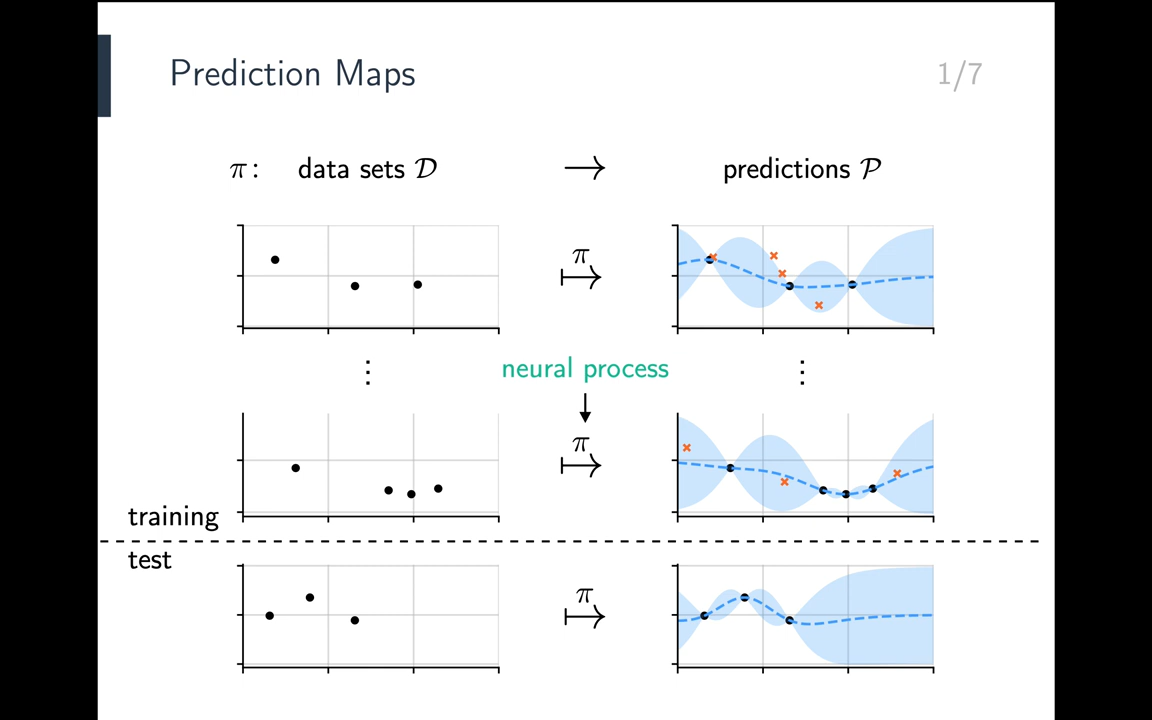 Prediction Maps 1/7
π: data sets 𝒟 → predictions 𝒫
π
↦
⋮ neural process ⋮
π
↦
training
test
π
↦